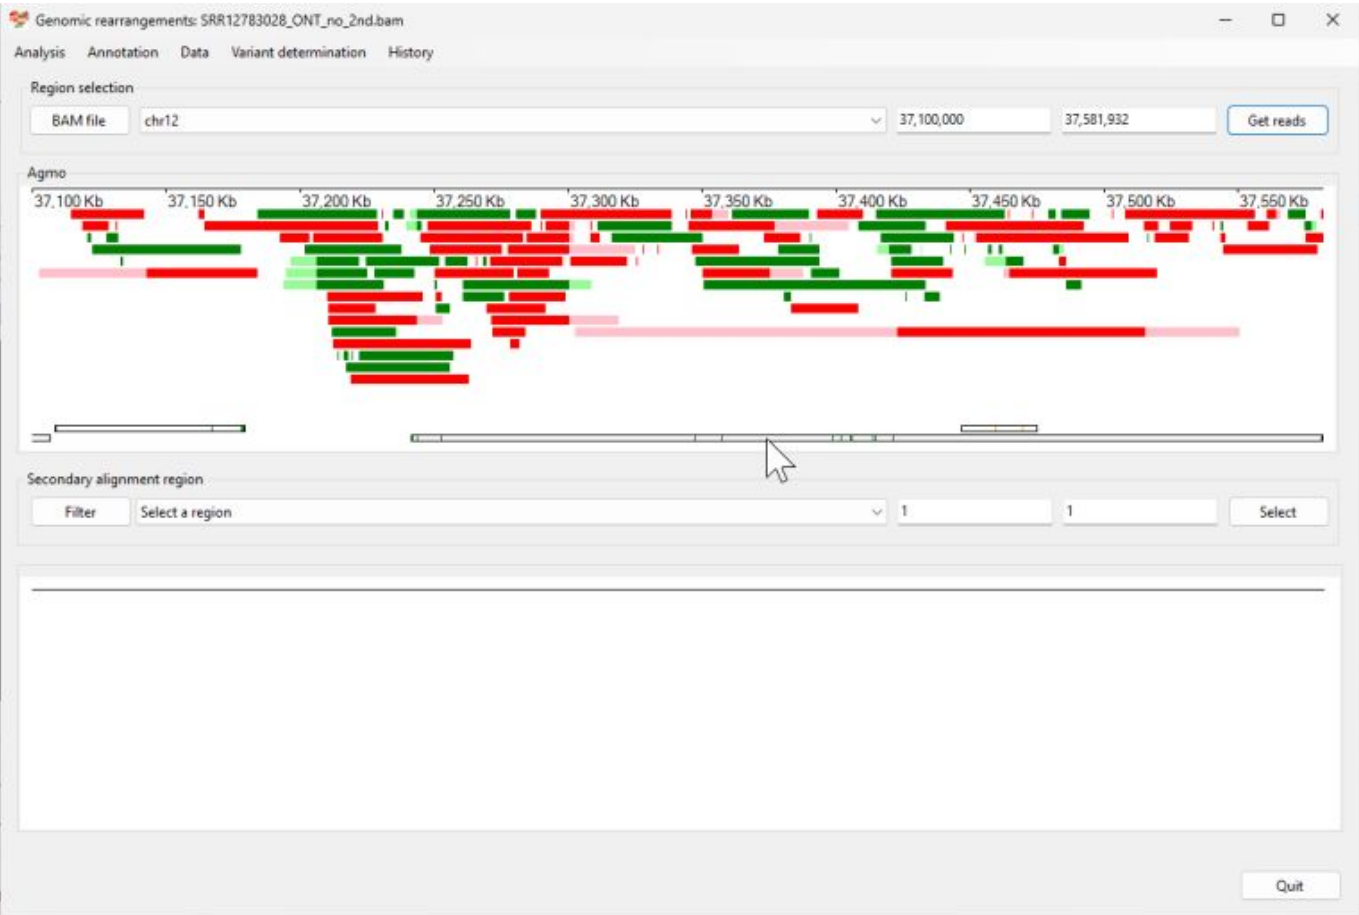 Genomic rearrangements: SRR12783028_ONT_no_2nd.bam
Analysis Annotation Data Variant determination History
Region selection
BAM file chr12 37,100,000 37,581,932 Get reads
Agmo
37,100 Kb 37,150 Kb 37,200 Kb 37,250 Kb 37,300 Kb 37,350 Kb 37,400 Kb 37,450 Kb 37,500 Kb 37,550 Kb
Secondary alignment region
Filter Select a region 1 1 Select
Quit